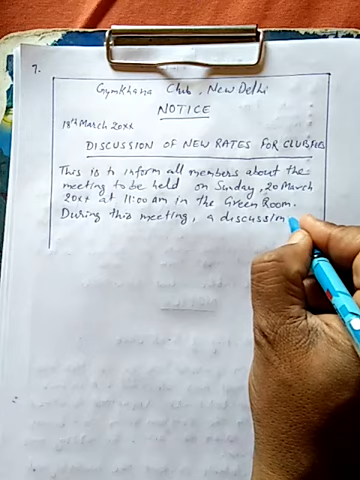 7.
Gymkhana Club, New Delhi
NOTICE
18th March 20xx
DISCUSSION OF NEW RATES FOR CLUB FEES
This is to inform all members about the
meeting to be held on Sunday, 20 March
20xx at 11:00 am in the Green Room.
During this meeting, a discussion